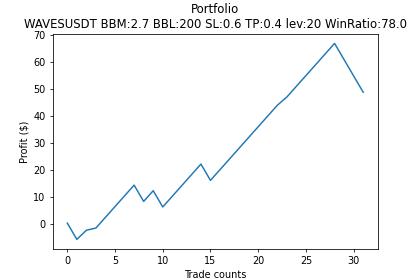 Portfolio
WAVESUSDT BBM:2.7 BBL:200 SL:0.6 TP:0.4 lev:20 WinRatio:78.0
70
60
50
40
30
20
10
0
Profit ($)
0 5 10 15 20 25 30
Trade counts